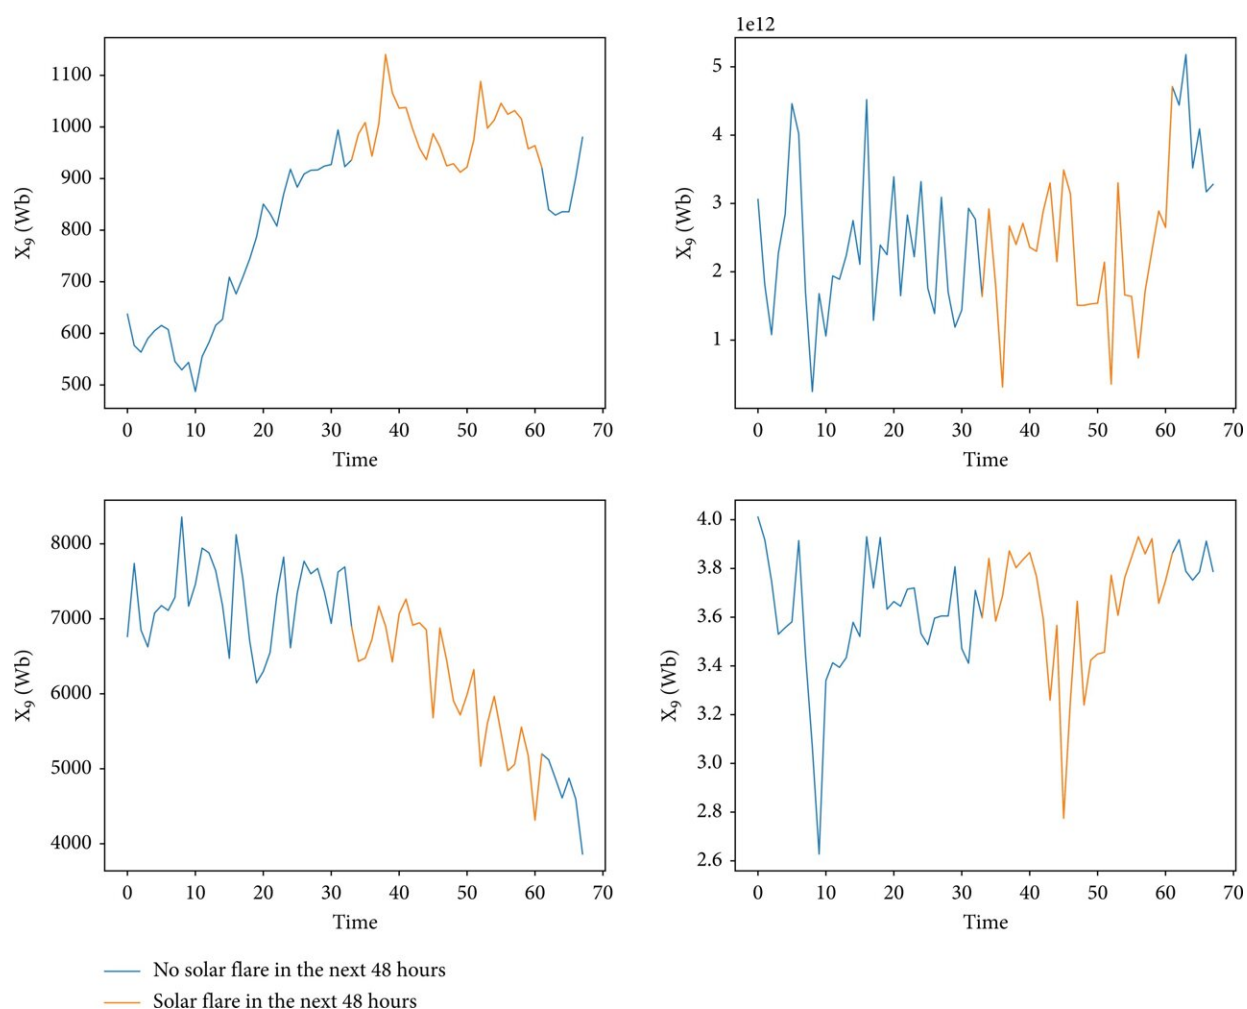 1100
1000
900
800
700
600
500
X₉ (Wb)
0 10 20 30 40 50 60 70
Time
1e12
5
4
3
2
1
X₉ (Wb)
0 10 20 30 40 50 60 70
Time
8000
7000
6000
5000
4000
X₉ (Wb)
0 10 20 30 40 50 60 70
Time
4.0
3.8
3.6
3.4
3.2
3.0
2.8
2.6
X₉ (Wb)
0 10 20 30 40 50 60 70
Time
No solar flare in the next 48 hours
Solar flare in the next 48 hours